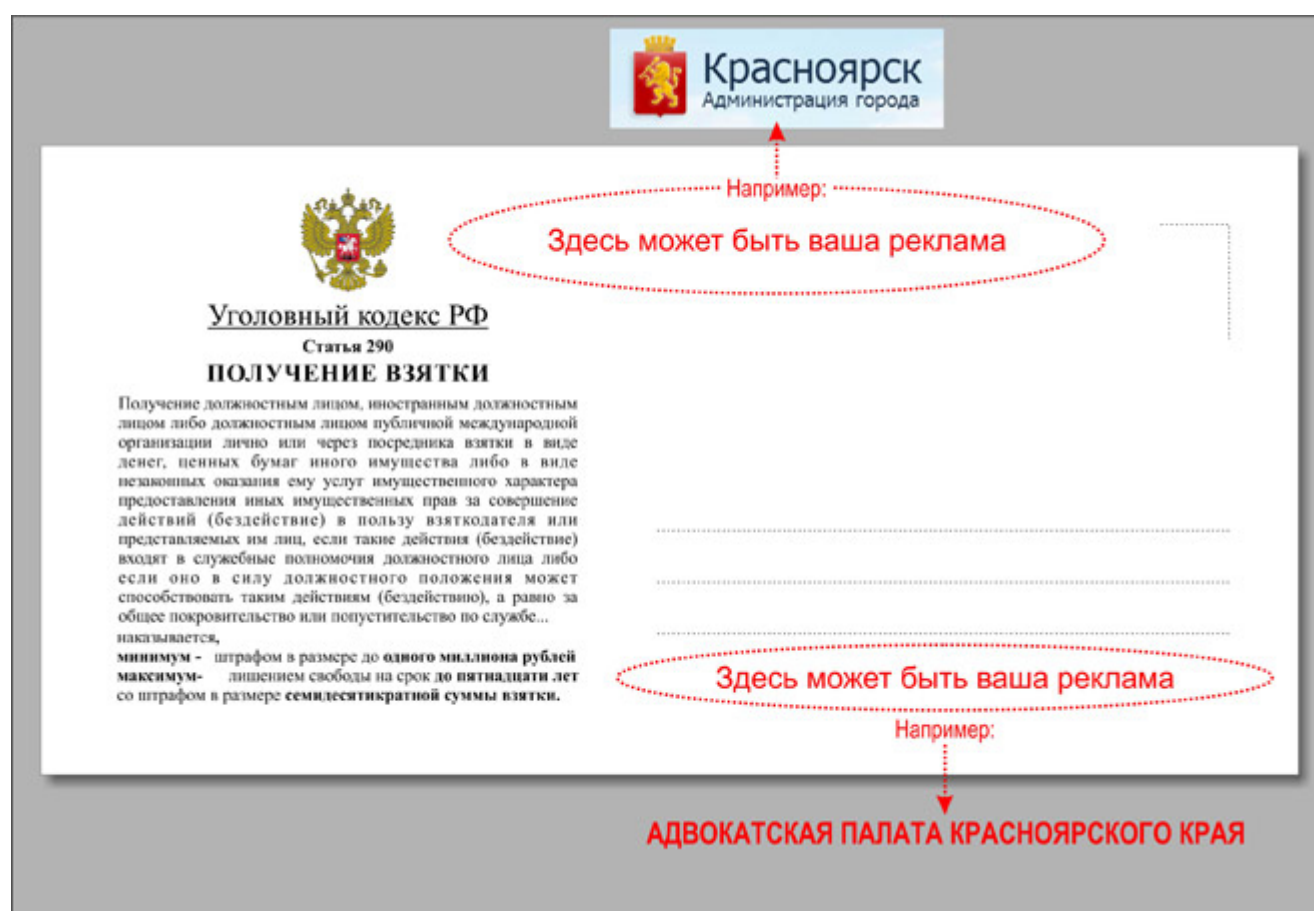 Красноярск
Администрация города
Например:
Здесь может быть ваша реклама
Уголовный кодекс РФ
Статья 290
ПОЛУЧЕНИЕ ВЗЯТКИ
Получение должностным лицом, иностранным должностным
лицом либо должностным лицом публичной международной
организации лично или через посредника взятки в виде
денег, ценных бумаг иного имущества либо в виде
незаконных оказания ему услуг имущественного характера
предоставления иных имущественных прав за совершение
действий (бездействие) в пользу взяткодателя или
представляемых им лиц, если такие действия (бездействие)
входят в служебные полномочия должностного лица либо
если оно в силу должностного положения может
способствовать таким действиям (бездействию), а равно за
общее покровительство или попустительство по службе...
наказывается,
минимум - штрафом в размере до одного миллиона рублей
максимум- лишением свободы на срок до пятнадцати лет
со штрафом в размере семидесятикратной суммы взятки.
Здесь может быть ваша реклама
Например:
АДВОКАТСКАЯ ПАЛАТА КРАСНОЯРСКОГО КРАЯ